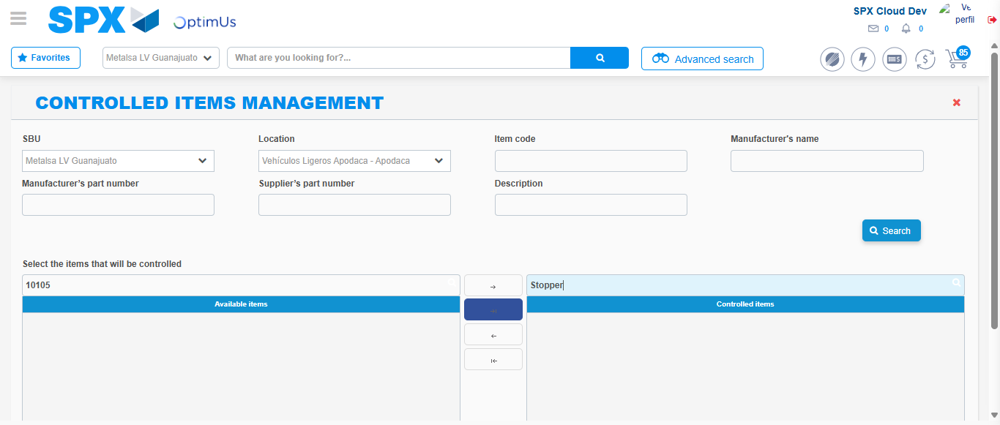 SPX
OptimUs
SPX Cloud Dev
Ve
perfil
0
0
Favorites
Metalsa LV Guanajuato
What are you looking for?...
Advanced search
85
CONTROLLED ITEMS MANAGEMENT
SBU
Location
Item code
Manufacturer's name
Metalsa LV Guanajuato
Vehículos Ligeros Apodaca - Apodaca
Manufacturer’s part number
Supplier’s part number
Description
Search
Select the items that will be controlled
10105
Stopper
Available items
Controlled items